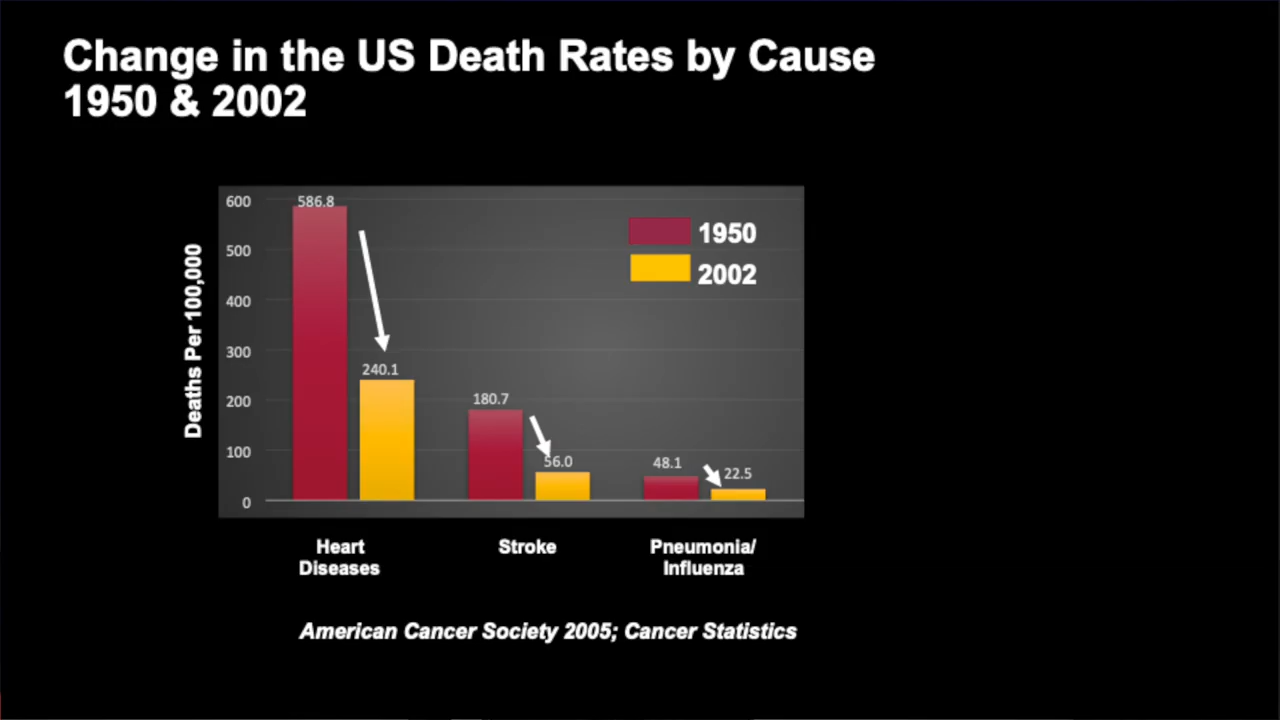 Change in the US Death Rates by Cause
1950 & 2002
Deaths Per 100,000
600
500
400
300
200
100
0
586.8
240.1
180.7
56.0
48.1
22.5
1950
2002
Heart
Diseases
Stroke
Pneumonia/
Influenza
American Cancer Society 2005; Cancer Statistics